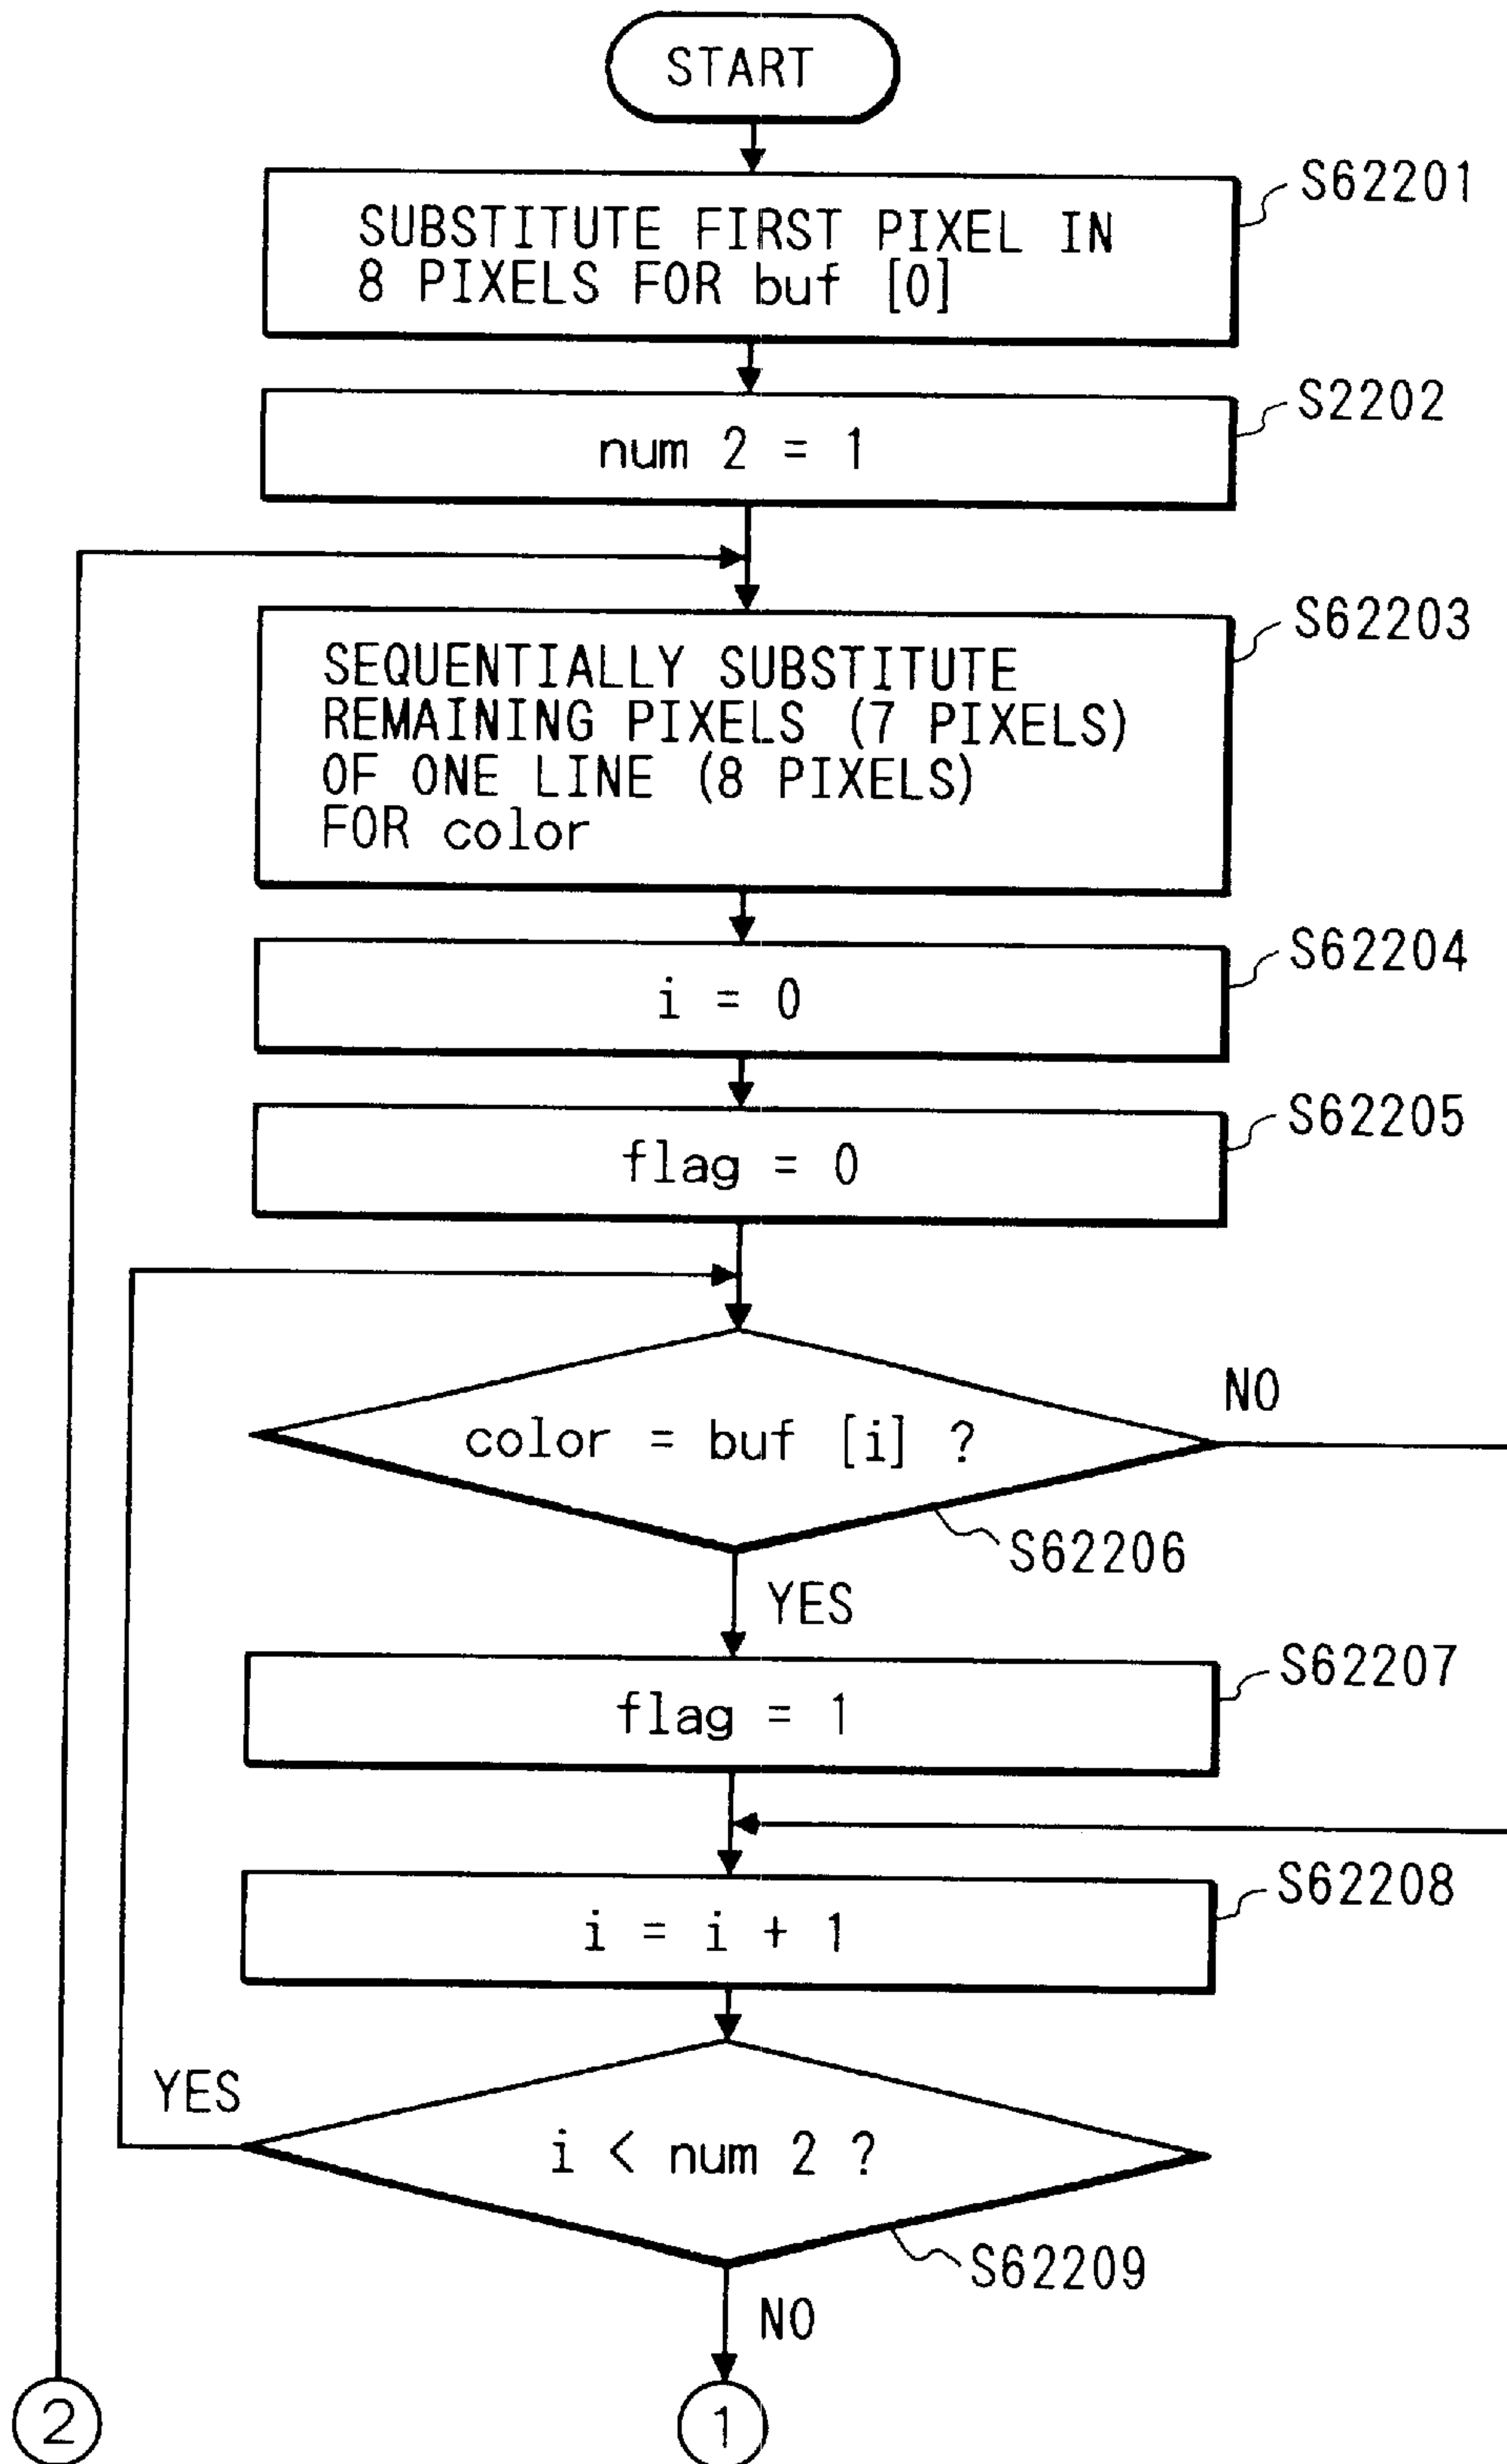 START
S62201
SUBSTITUTE FIRST PIXEL IN
8 PIXELS FOR buf [0]
S2202
num 2 = 1
S62203
SEQUENTIALLY SUBSTITUTE
REMAINING PIXELS (7 PIXELS)
OF ONE LINE (8 PIXELS)
FOR color
S62204
i = 0
S62205
flag = 0
NO
color = buf [i] ?
S62206
YES
S62207
flag = 1
S62208
i = i + 1
YES
i < num 2 ?
S62209
NO
2
1